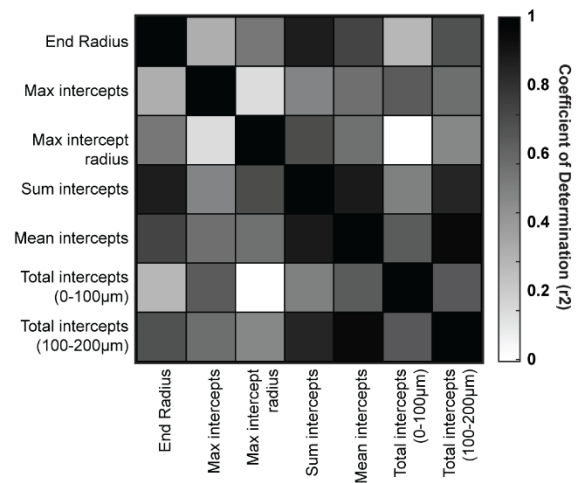 End Radius
Max intercepts
Max intercept
radius
Sum intercepts
Mean intercepts
Total intercepts
(0-100µm)
Total intercepts
(100-200µm)
End Radius
Max intercepts
Max intercept
radius
Sum intercepts
Mean intercepts
Total intercepts
(0-100µm)
Total intercepts
(100-200µm)
1
0.8
0.6
0.4
0.2
0
Coefficient of Determination (r2)